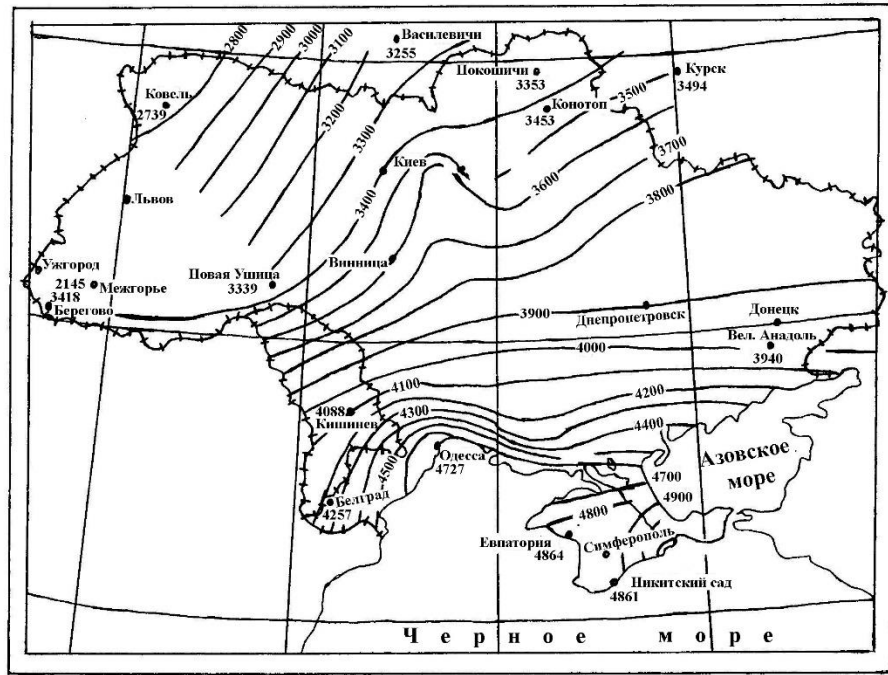 Василевичи
3255
2800
2900
3000
3100
3200
3300
Покошичи
3353
Курск
3494
Ковель
2739
Конотоп
3453
3500
3700
Киев
3600
3400
3800
Львов
Винница
Ужгород
2145
Межгорье
3418
Берегово
Повая Ушица
3339
3900
Днепропетровск
Донецк
Вел. Анадоль
3940
4000
4100
4200
4088
Кишинев
4300
4400
4500
Одесса
4727
Азовское
море
4700
4900
4800
Белград
4257
Евпатория
4864
Симферополь
Никитский сад
4861
Черное море